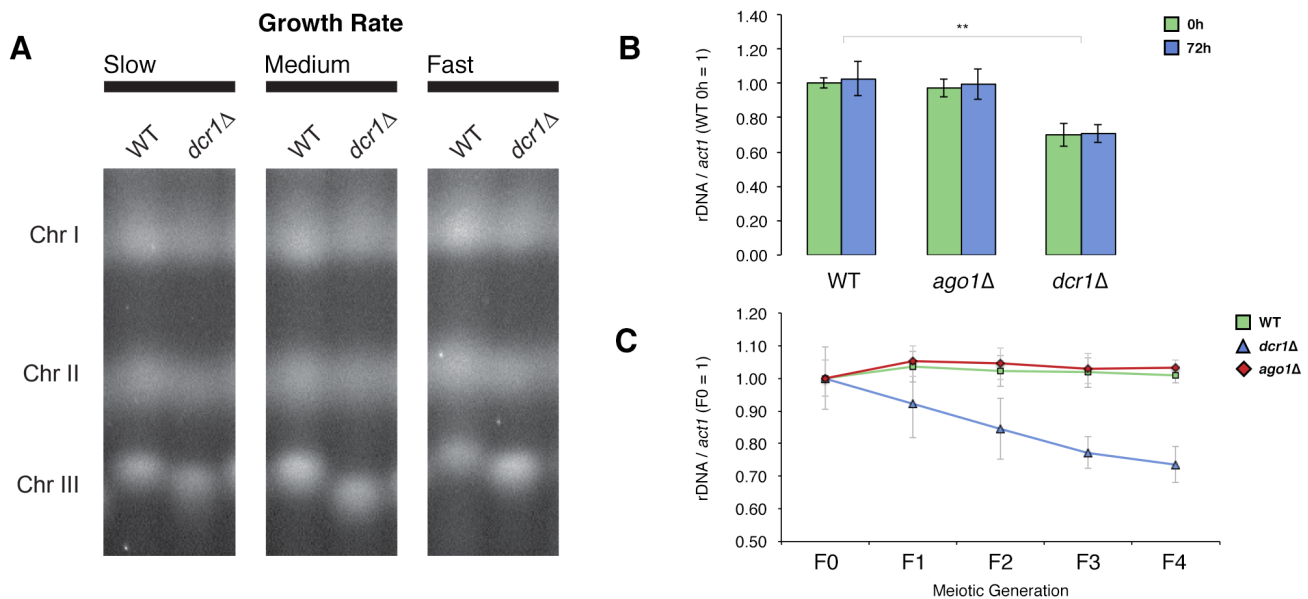 A
Growth Rate
Slow
Medium
Fast
WT
dcr1Δ
WT
dcr1Δ
WT
dcr1Δ
Chr I
Chr II
Chr III
B
rDNA / act1 (WT 0h = 1)
1.40
1.20
1.00
0.80
0.60
0.40
0.20
0.00
**
0h
72h
WT
ago1Δ
dcr1Δ
C
rDNA / act1 (F0 = 1)
1.20
1.10
1.00
0.90
0.80
0.70
0.60
0.50
WT
dcr1Δ
ago1Δ
F0
F1
F2
F3
F4
Meiotic Generation